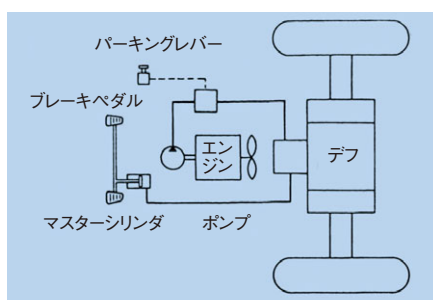 パーキングレバー
ブレーキペダル
エン
ジン
デフ
マスターシリンダ
ポンプ